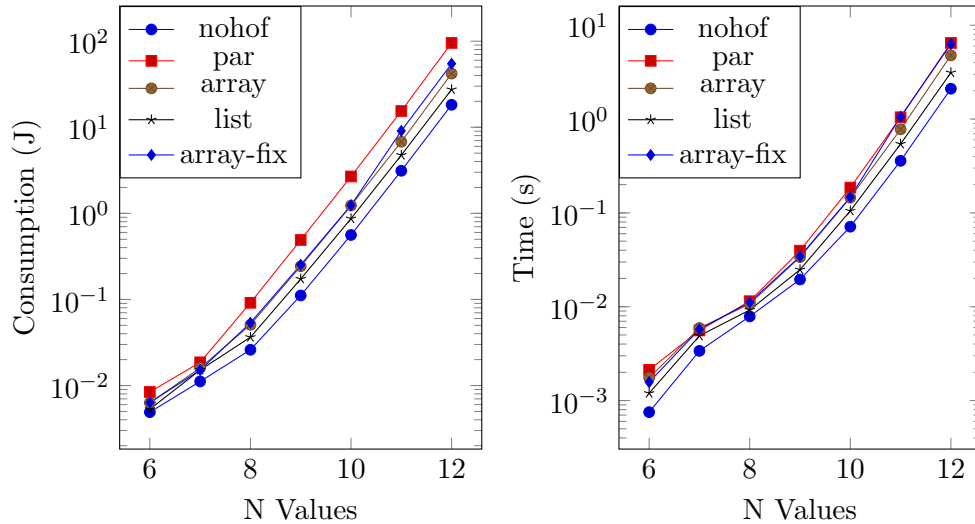 nohof
par
array
list
array-fix
10^2
10^1
10^0
10^−1
10^−2
Consumption (J)
6
8
10
12
N Values
nohof
par
array
list
array-fix
10^1
10^0
10^−1
10^−2
10^−3
Time (s)
6
8
10
12
N Values